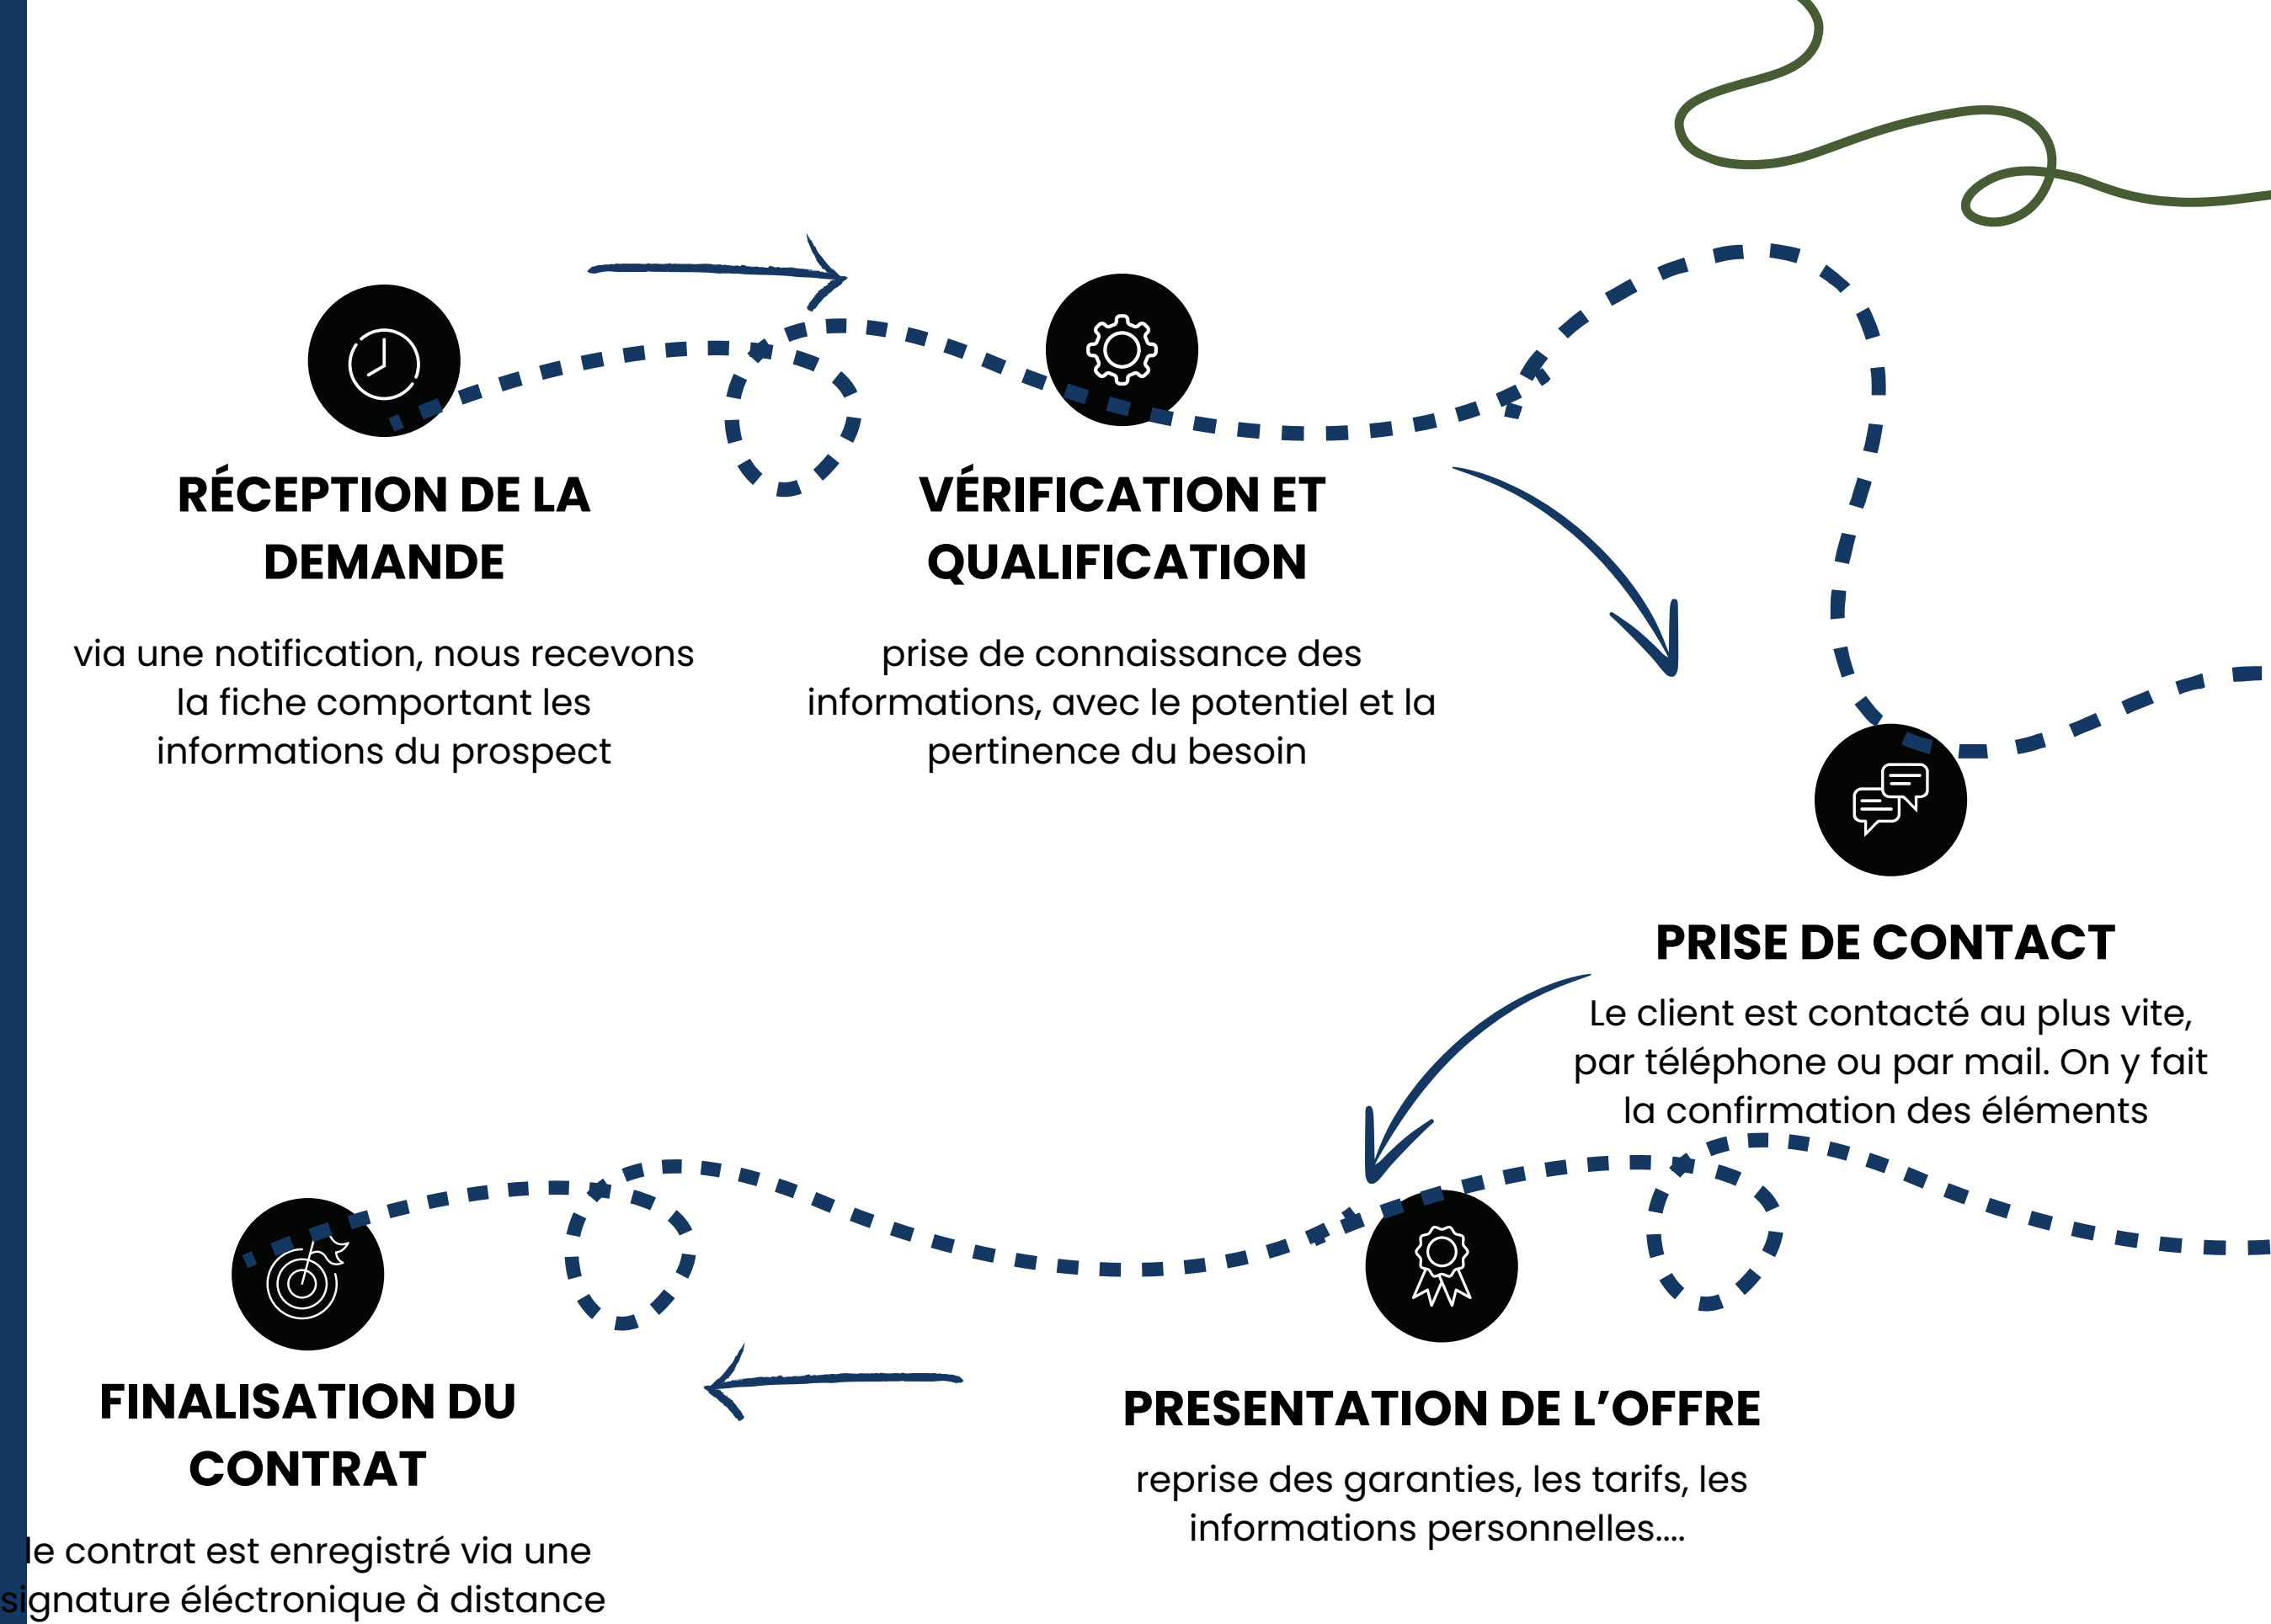 RÉCEPTION DE LA
DEMANDE
via une notification, nous recevons
la fiche comportant les
informations du prospect
VÉRIFICATION ET
QUALIFICATION
prise de connaissance des
informations, avec le potentiel et la
pertinence du besoin
PRISE DE CONTACT
Le client est contacté au plus vite,
par téléphone ou par mail. On y fait
la confirmation des éléments
PRESENTATION DE L’OFFRE
reprise des garanties, les tarifs, les
informations personnelles....
FINALISATION DU
CONTRAT
le contrat est enregistré via une
signature éléctronique à distance